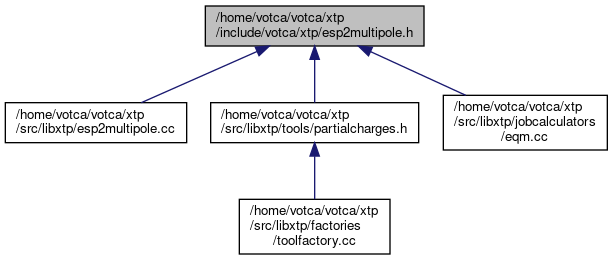 /home/votca/votca/xtp
/include/votca/xtp/esp2multipole.h
/home/votca/votca/xtp
/src/libxtp/esp2multipole.cc
/home/votca/votca/xtp
/src/libxtp/tools/partialcharges.h
/home/votca/votca/xtp
/src/libxtp/jobcalculators
/eqm.cc
/home/votca/votca/xtp
/src/libxtp/factories
/toolfactory.cc